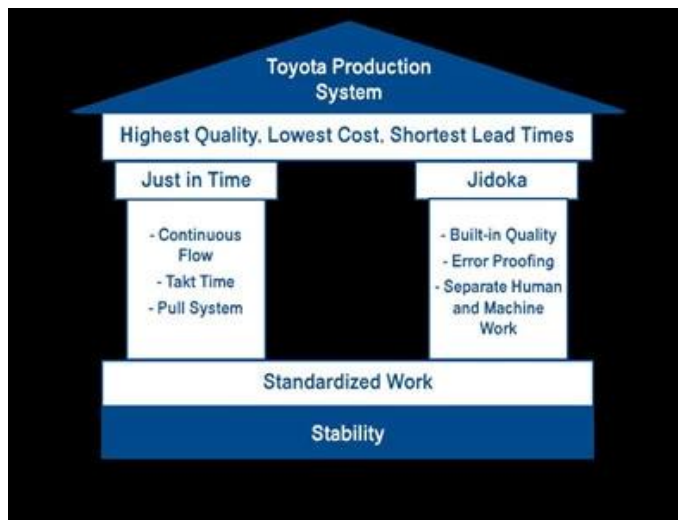 Toyota Production
System
Highest Quality, Lowest Cost, Shortest Lead Times
Just in Time
- Continuous
Flow
- Takt Time
- Pull System
Jidoka
- Built-in Quality
- Error Proofing
- Separate Human
and Machine
Work
Standardized Work
Stability